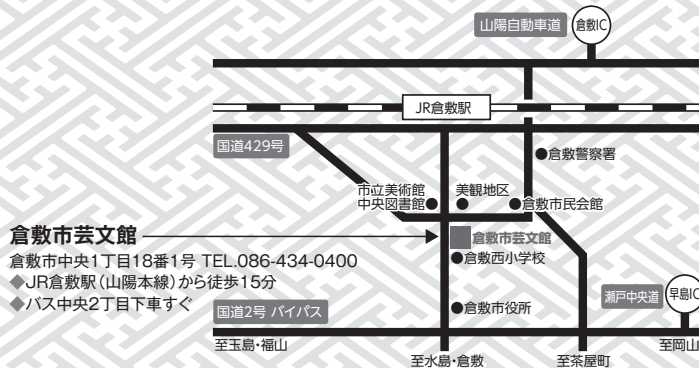 山陽自動車道
倉敷IC
JR倉敷駅
国道429号
倉敷警察署
市立美術館
中央図書館
美観地区
倉敷市民会館
倉敷市芸文館
倉敷市芸文館
倉敷市中央1丁目18番1号 TEL.086-434-0400
◆JR倉敷駅（山陽本線）から徒歩15分
◆バス中央2丁目下車すぐ
倉敷西小学校
瀬戸中央道
早島IC
国道2号 バイパス
倉敷市役所
至玉島・福山
至水島・倉敷
至茶屋町
至岡山